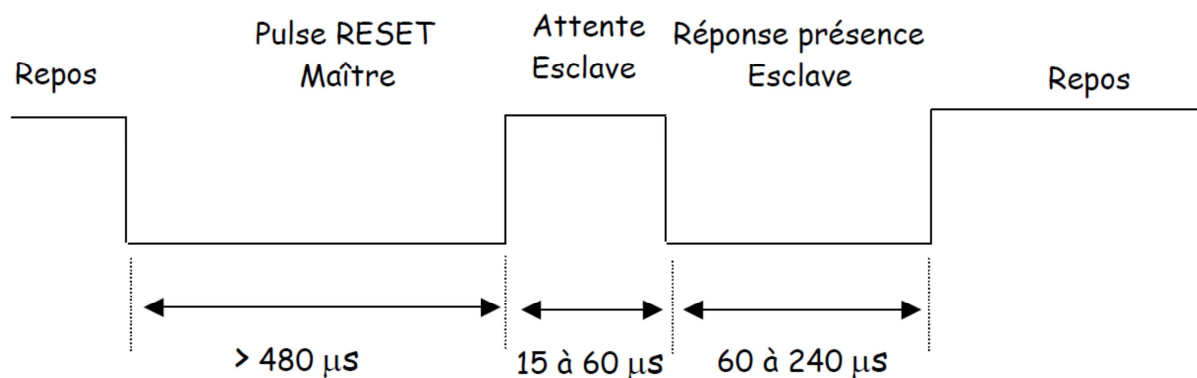 Pulse RESET
Maître
Attente
Esclave
Réponse présence
Esclave
Repos
Repos
> 480 μs
15 à 60 μs
60 à 240 μs